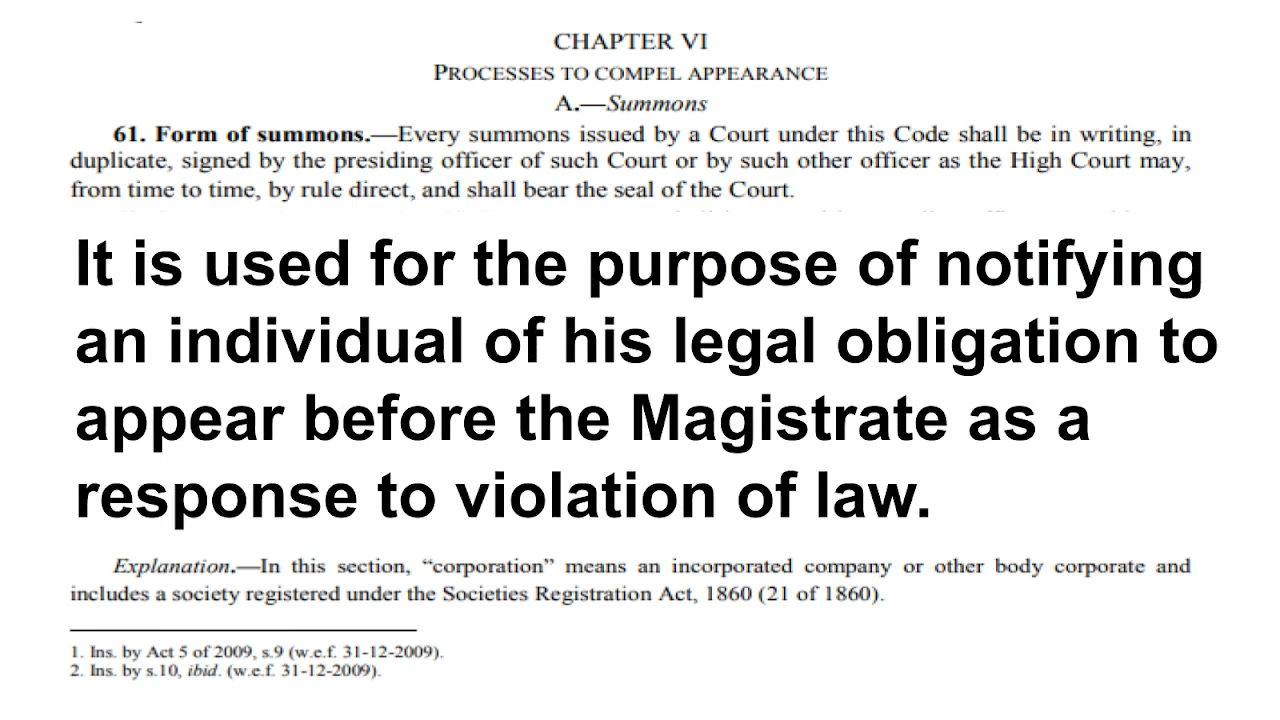 CHAPTER VI
PROCESSES TO COMPEL APPEARANCE
A.—Summons
61. Form of summons.—Every summons issued by a Court under this Code shall be in writing, in
duplicate, signed by the presiding officer of such Court or by such other officer as the High Court may,
from time to time, by rule direct, and shall bear the seal of the Court.
It is used for the purpose of notifying
an individual of his legal obligation to
appear before the Magistrate as a
response to violation of law.
Explanation.—In this section, “corporation” means an incorporated company or other body corporate and
includes a society registered under the Societies Registration Act, 1860 (21 of 1860).
1. Ins. by Act 5 of 2009, s.9 (w.e.f. 31-12-2009).
2. Ins. by s.10, ibid. (w.e.f. 31-12-2009).